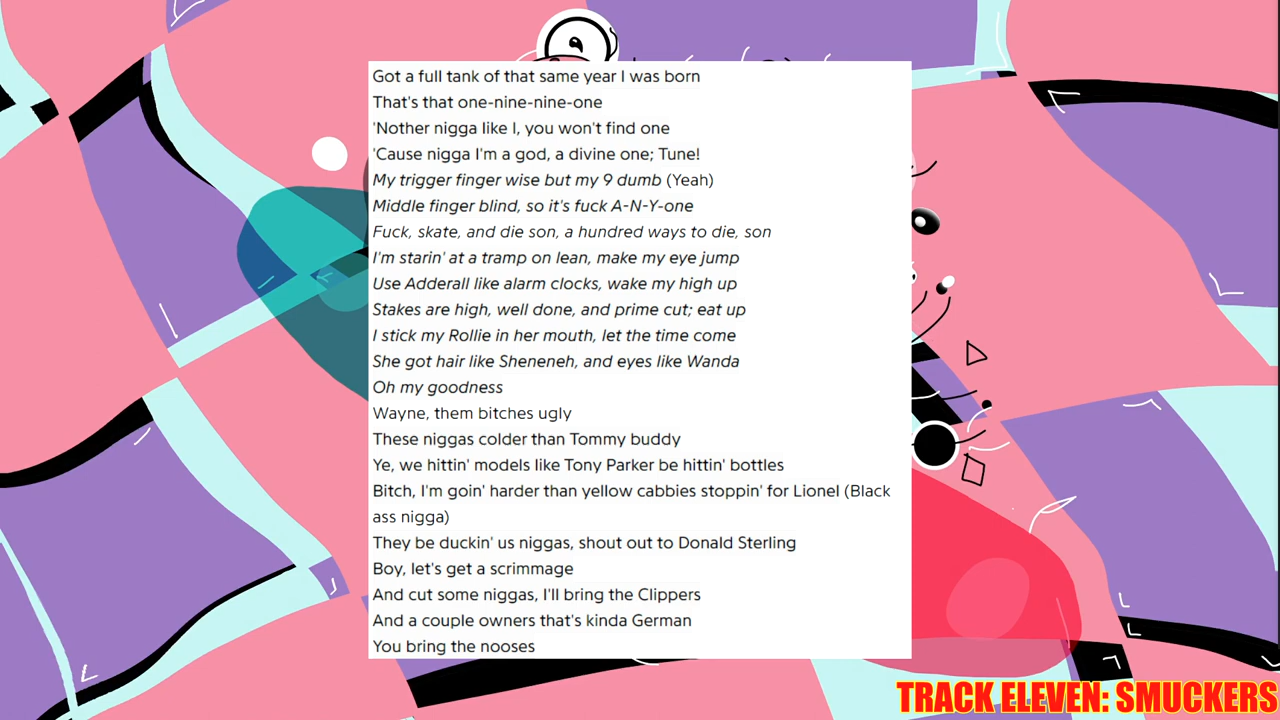 Got a full tank of that same year I was born
That's that one-nine-nine-one
'Nother nigga like I, you won't find one
'Cause nigga I'm a god, a divine one; Tune!
My trigger finger wise but my 9 dumb (Yeah)
Middle finger blind, so it's fuck A-N-Y-one
Fuck, skate, and die son, a hundred ways to die, son
I'm starin' at a tramp on lean, make my eye jump
Use Adderall like alarm clocks, wake my high up
Stakes are high, well done, and prime cut; eat up
I stick my Rollie in her mouth, let the time come
She got hair like Sheneneh, and eyes like Wanda
Oh my goodness
Wayne, them bitches ugly
These niggas colder than Tommy buddy
Ye, we hittin' models like Tony Parker be hittin' bottles
Bitch, I'm goin' harder than yellow cabbies stoppin' for Lionel (Black
ass nigga)
They be duckin' us niggas, shout out to Donald Sterling
Boy, let's get a scrimmage
And cut some niggas, I'll bring the Clippers
And a couple owners that's kinda German
You bring the nooses
TRACK ELEVEN: SMUCKERS